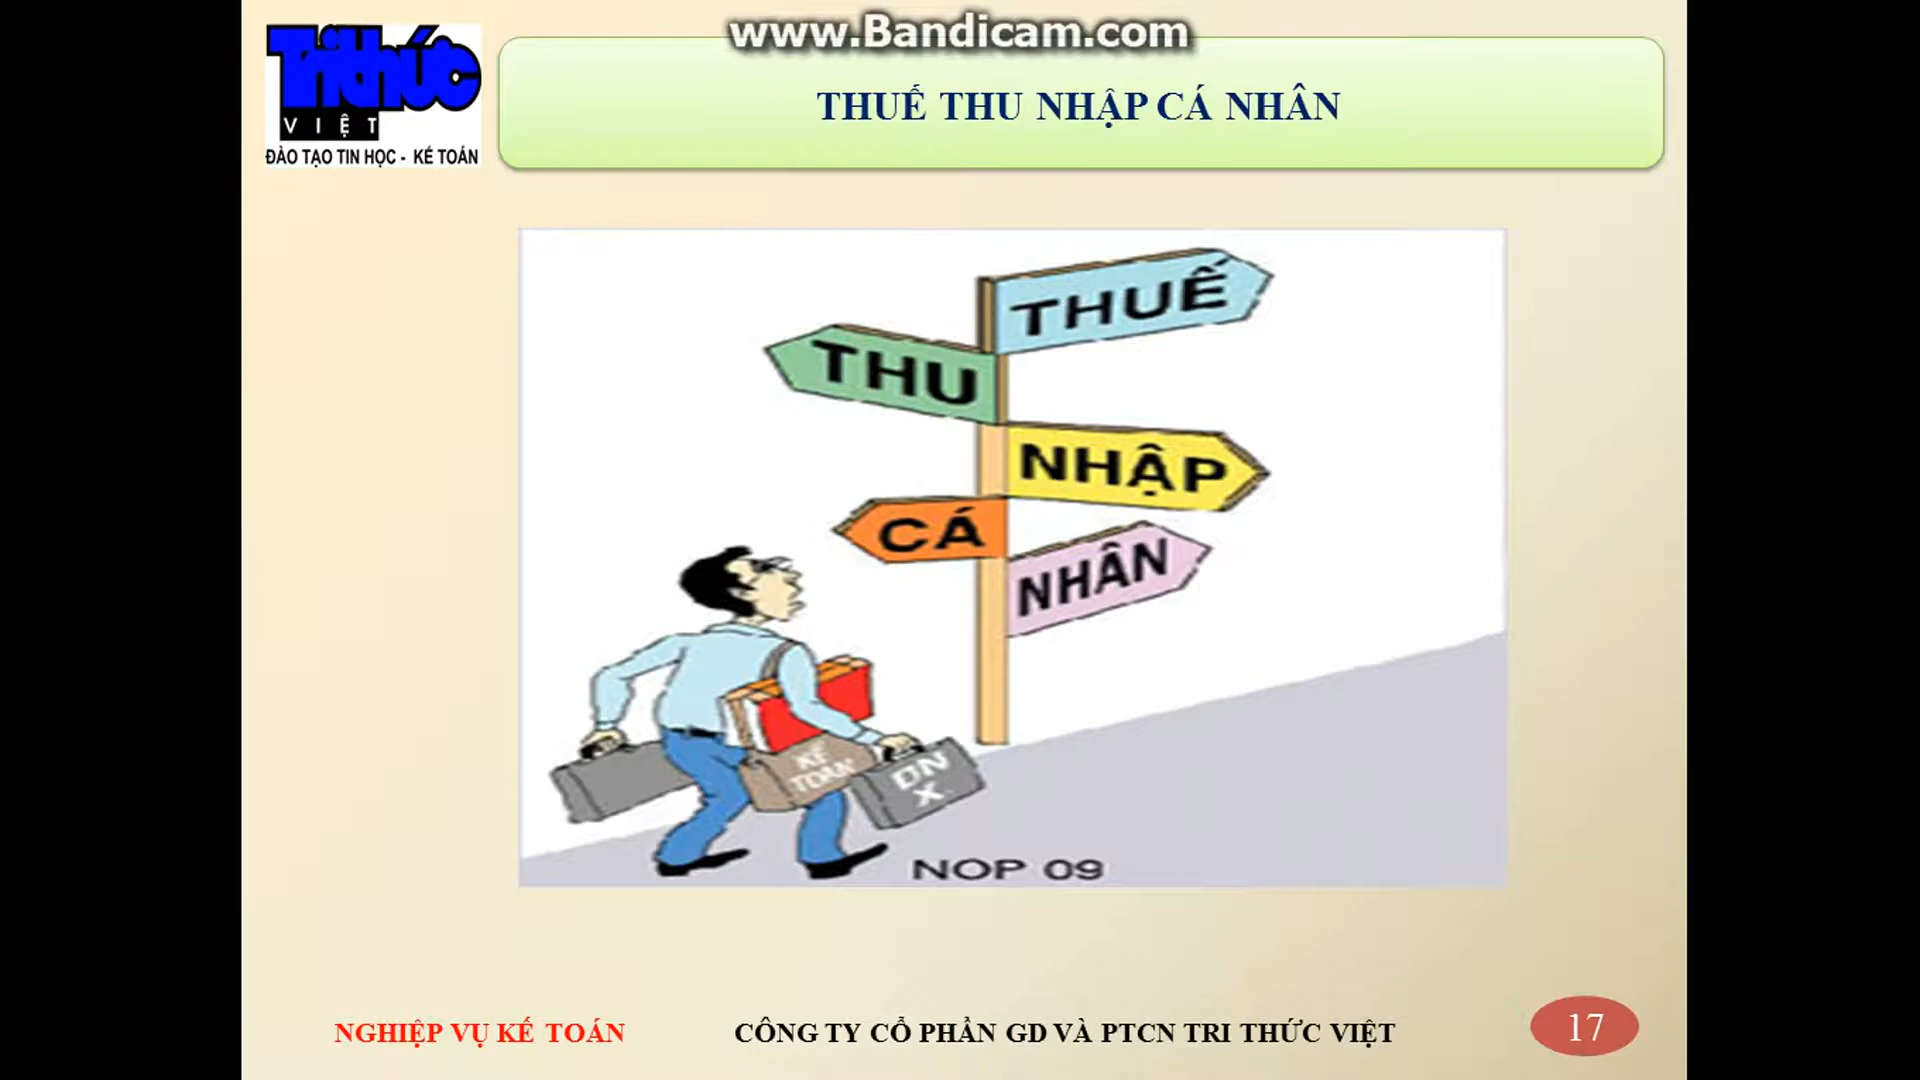 www.Bandicam.com
Trithức
VIỆT
ĐÀO TẠO TIN HỌC - KẾ TOÁN
THUẾ THU NHẬP CÁ NHÂN
THUẾ
THU
NHẬP
CÁ
NHÂN
KẾ
TOÁN
DN
X
NOP 09
NGHIỆP VỤ KẾ TOÁN
CÔNG TY CỔ PHẦN GD VÀ PTCN TRI THỨC VIỆT
17